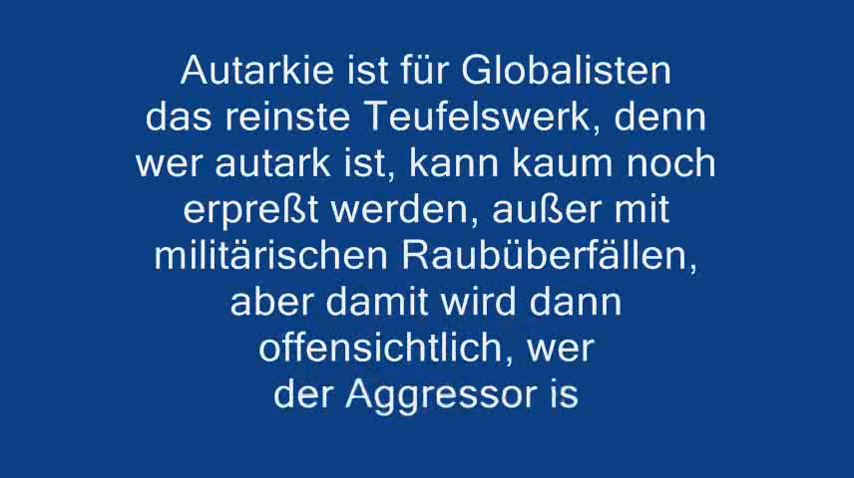 Autarkie ist für Globalisten
das reinste Teufelswerk, denn
wer autark ist, kann kaum noch
erpreßt werden, außer mit
militärischen Raubüberfällen,
aber damit wird dann
offensichtlich, wer
der Aggressor is